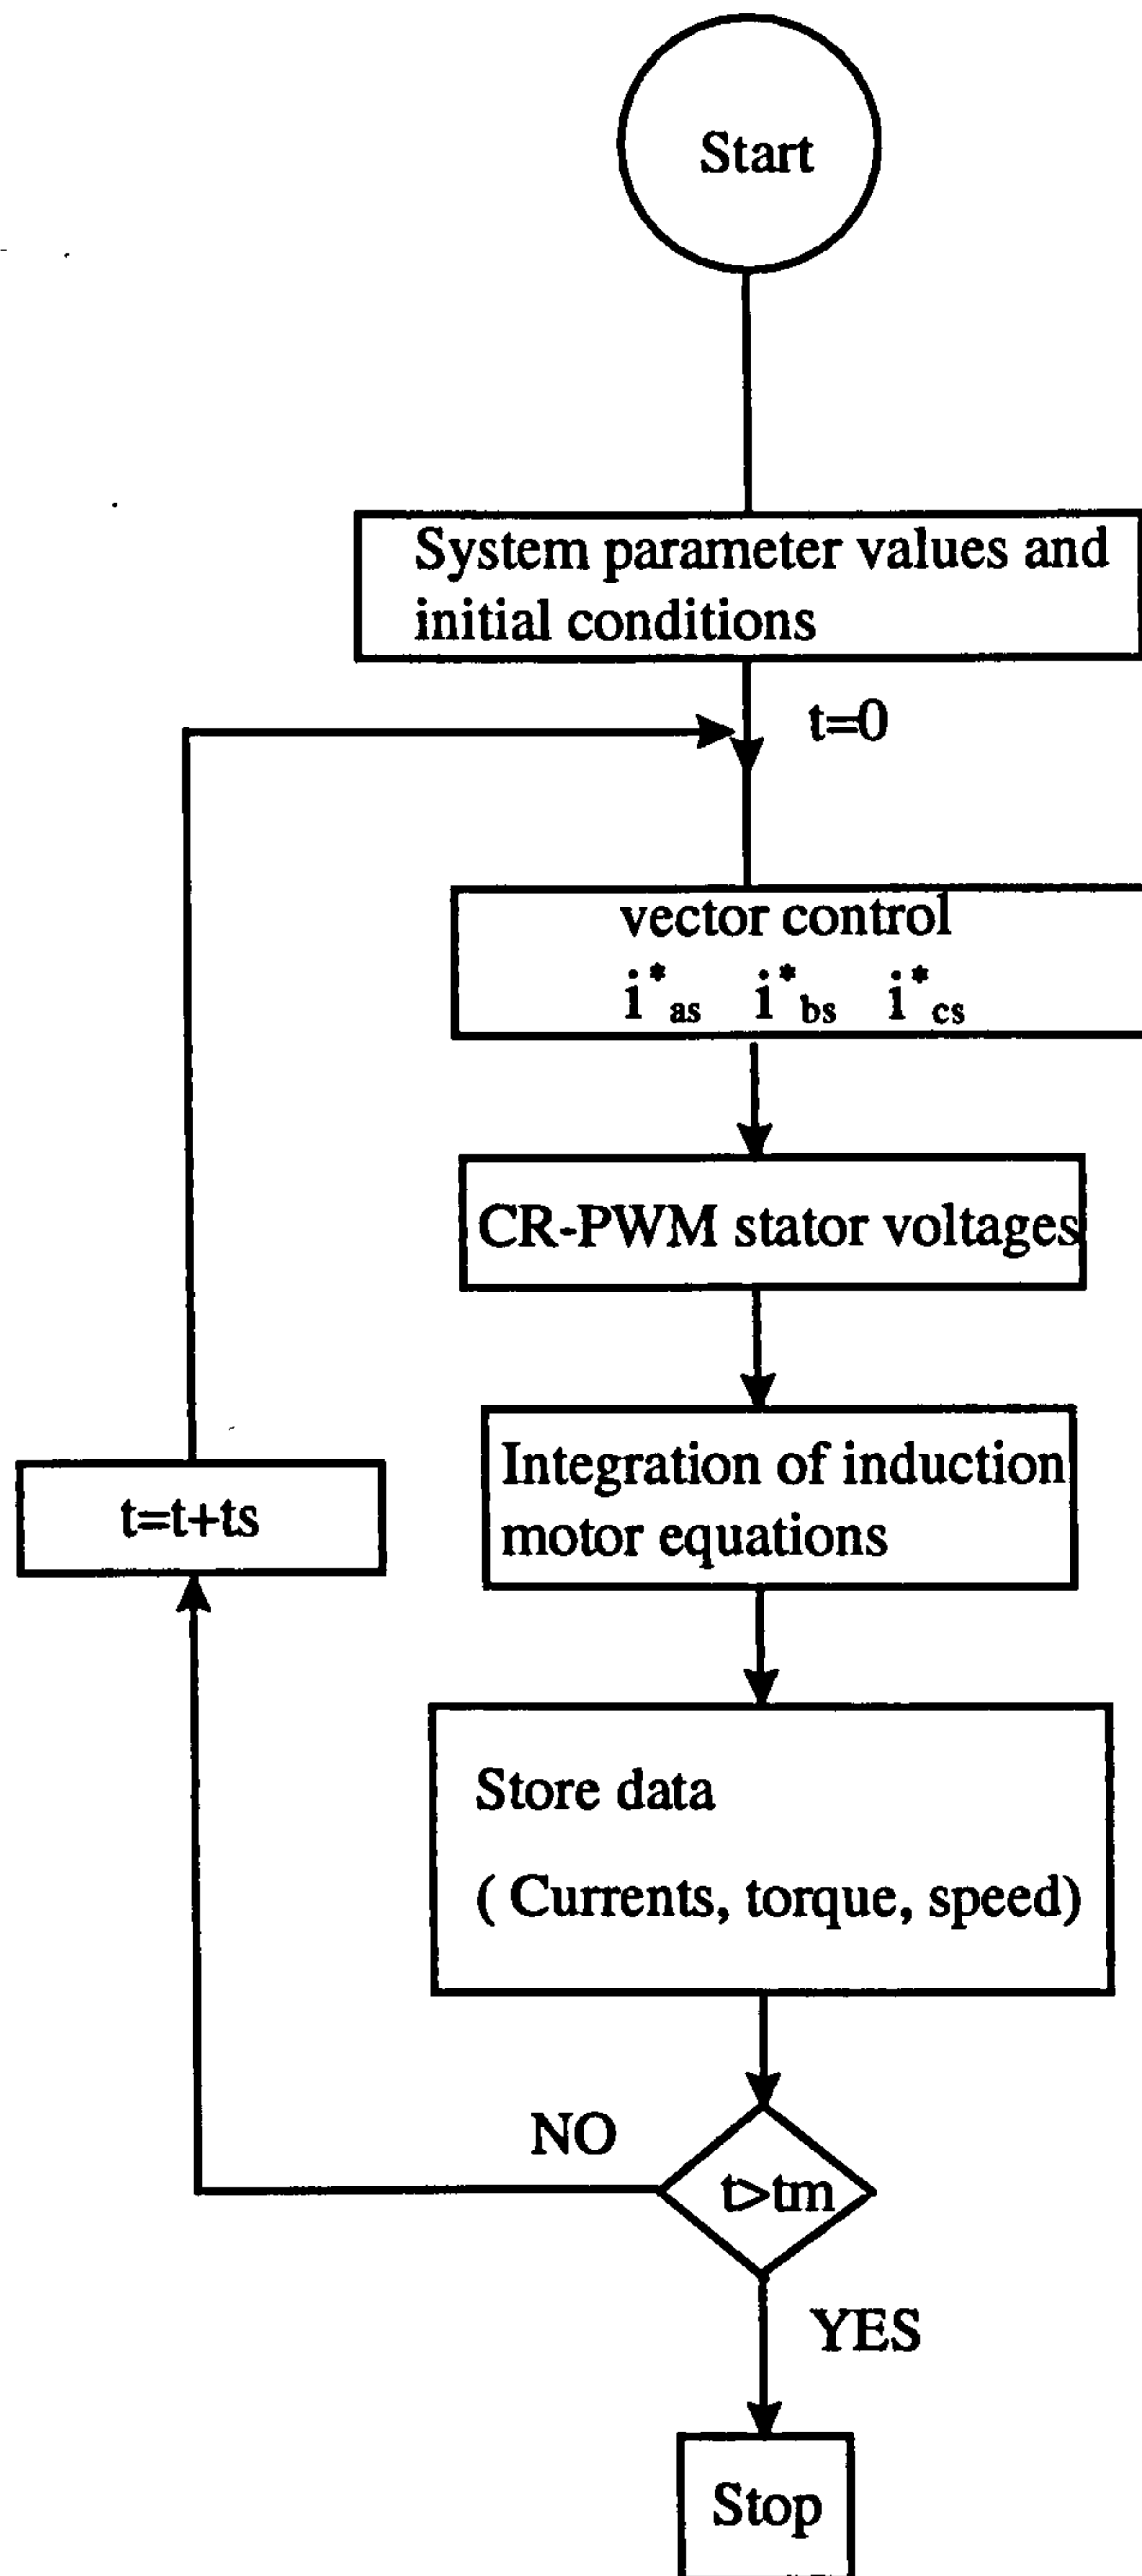 Start
System parameter values and
initial conditions
t=0
vector control
i*as i*bs i*cs
CR-PWM stator voltages
Integration of induction
motor equations
t=t+ts
Store data
( Currents, torque, speed)
NO
t>tm
YES
Stop